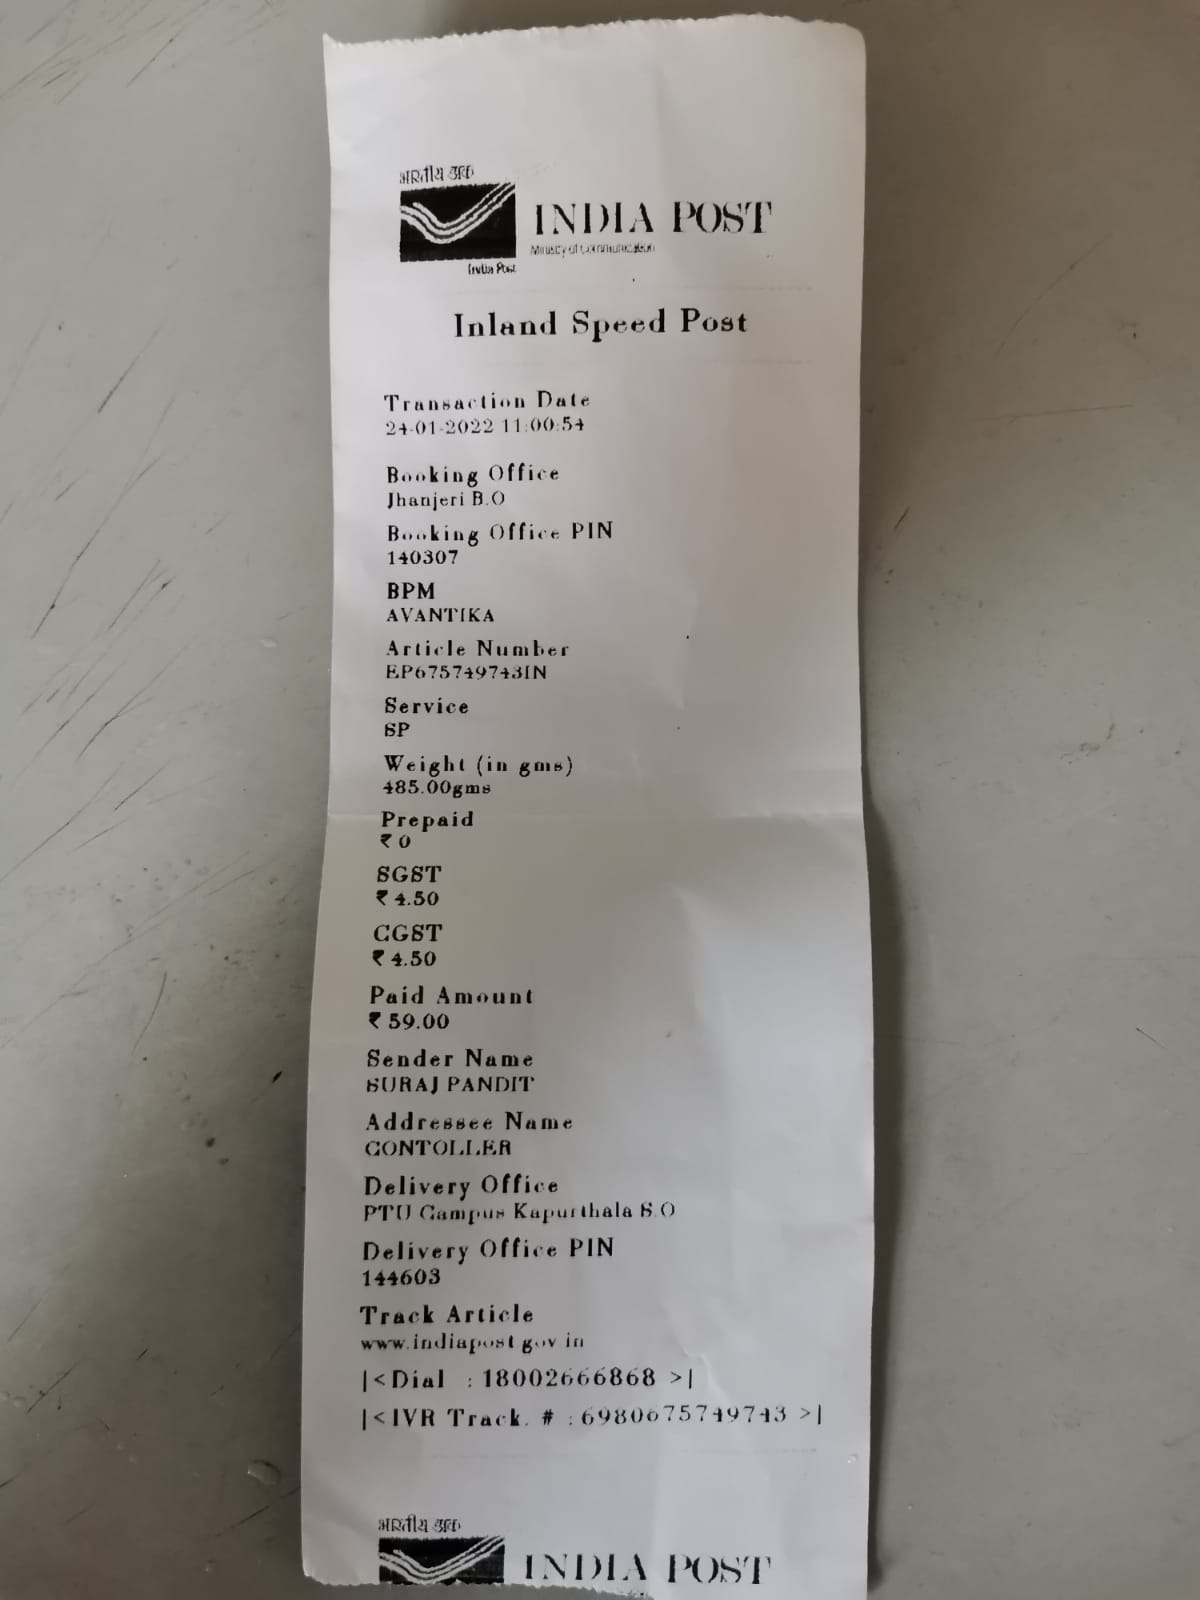 भारतीय डाक
INDIA POST
Ministry of Communication
India Post
Inland Speed Post
Transaction Date
24-01-2022 11:00:54
Booking Office
Jhanjeri B.O
Booking Office PIN
140307
BPM
AVANTIKA
Article Number
EP675749743IN
Service
SP
Weight (in gms)
485.00gms
Prepaid
₹ 0
SGST
₹ 4.50
CGST
₹ 4.50
Paid Amount
₹ 59.00
Sender Name
SURAJ PANDIT
Addressee Name
CONTOLLER
Delivery Office
PTU Campus Kapurthala S.O
Delivery Office PIN
144603
Track Article
www.indiapost.gov.in
|<Dial : 18002666868 >|
|<IVR Track. # : 6980675749743 >|
भारतीय डाक
INDIA POST